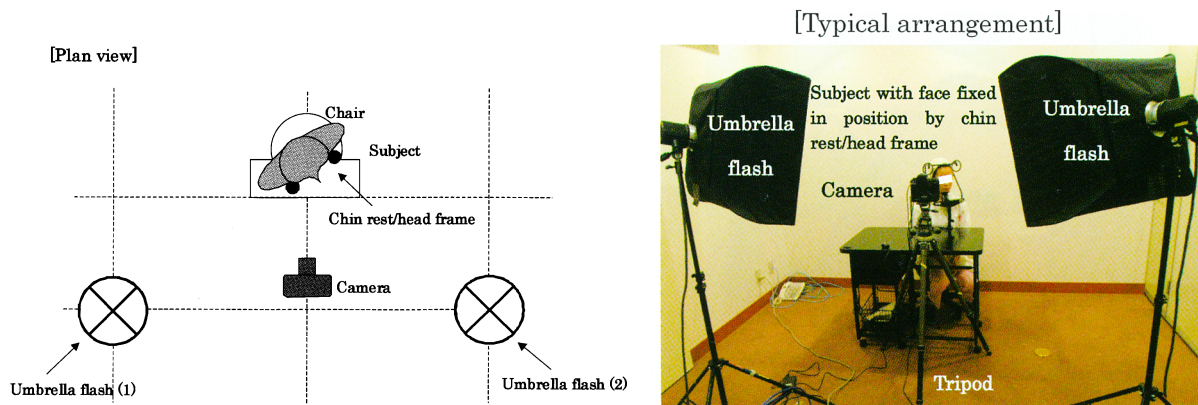 [Plan view]
Chair
Subject
Chin rest/head frame
Camera
Umbrella flash (1)
Umbrella flash (2)
[Typical arrangement]
Umbrella
flash
Subject with face fixed
in position by chin
rest/head frame
Camera
Umbrella
flash
Tripod